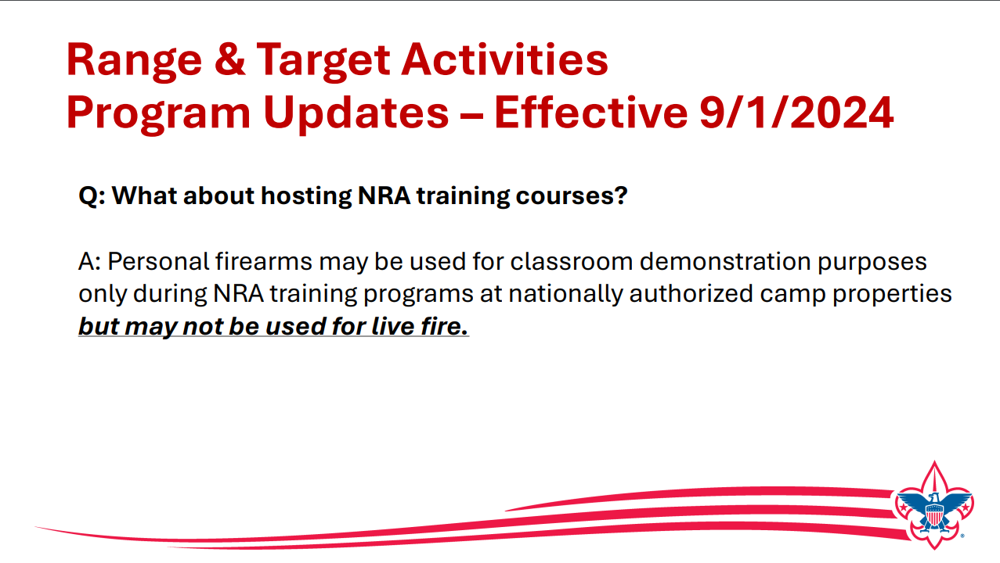 Range & Target Activities
Program Updates – Effective 9/1/2024
Q: What about hosting NRA training courses?
A: Personal firearms may be used for classroom demonstration purposes
only during NRA training programs at nationally authorized camp properties
but may not be used for live fire.
®